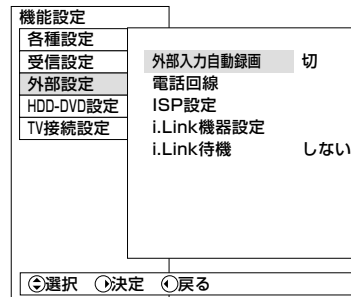 機能設定
各種設定
受信設定
外部設定
HDD-DVD設定
TV接続設定
外部入力自動録画 切
電話回線
ISP設定
i.Link機器設定
i.Link待機 しない
選択 決定 戻る